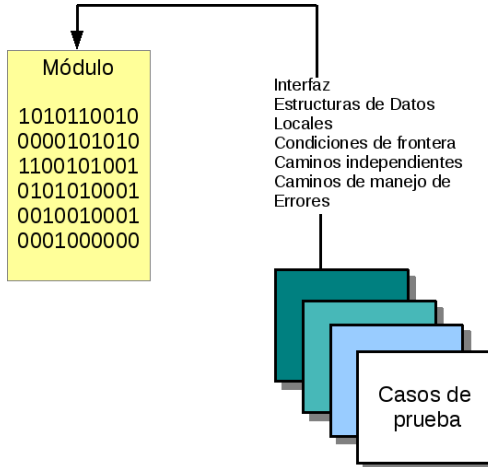 Módulo
1010110010
0000101010
1100101001
0101010001
0010010001
0001000000
Interfaz
Estructuras de Datos
Locales
Condiciones de frontera
Caminos independientes
Caminos de manejo de
Errores
Casos de
prueba